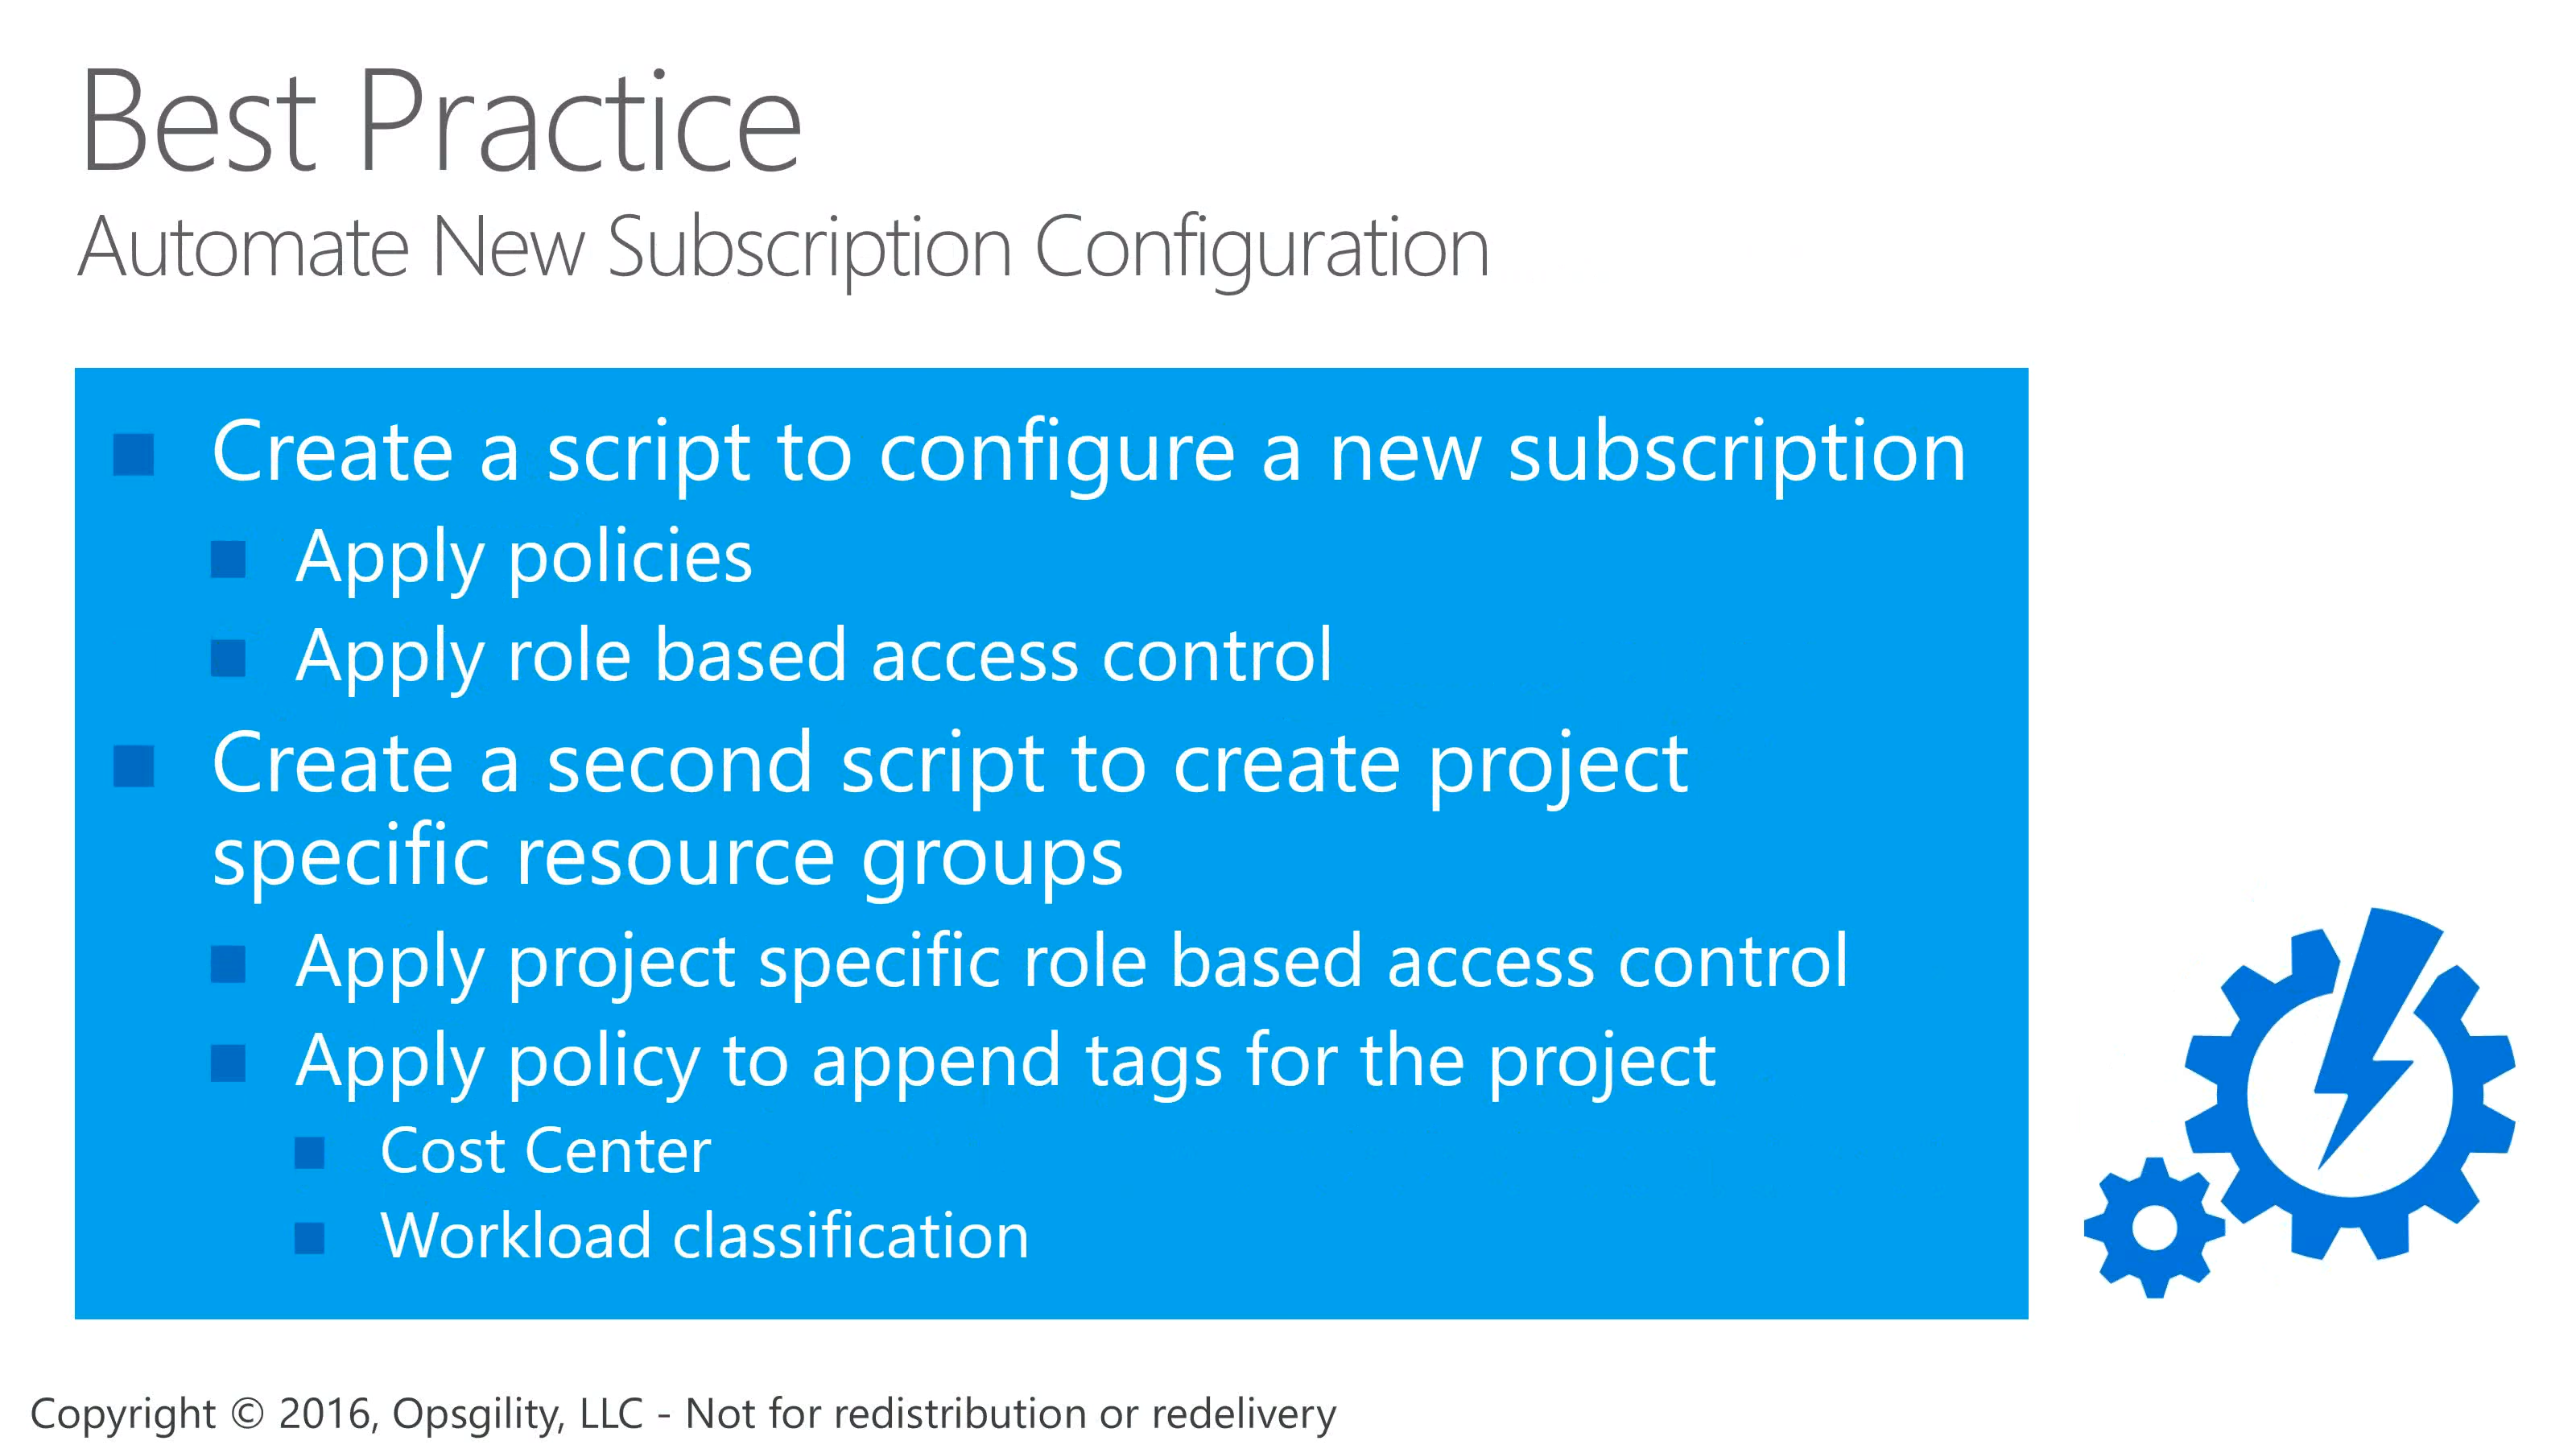 Best Practice
Automate New Subscription Configuration
Create a script to configure a new subscription
Apply policies
Apply role based access control
Create a second script to create project
specific resource groups
Apply project specific role based access control
Apply policy to append tags for the project
Cost Center
Workload classification
Copyright © 2016, Opsgility, LLC - Not for redistribution or redelivery